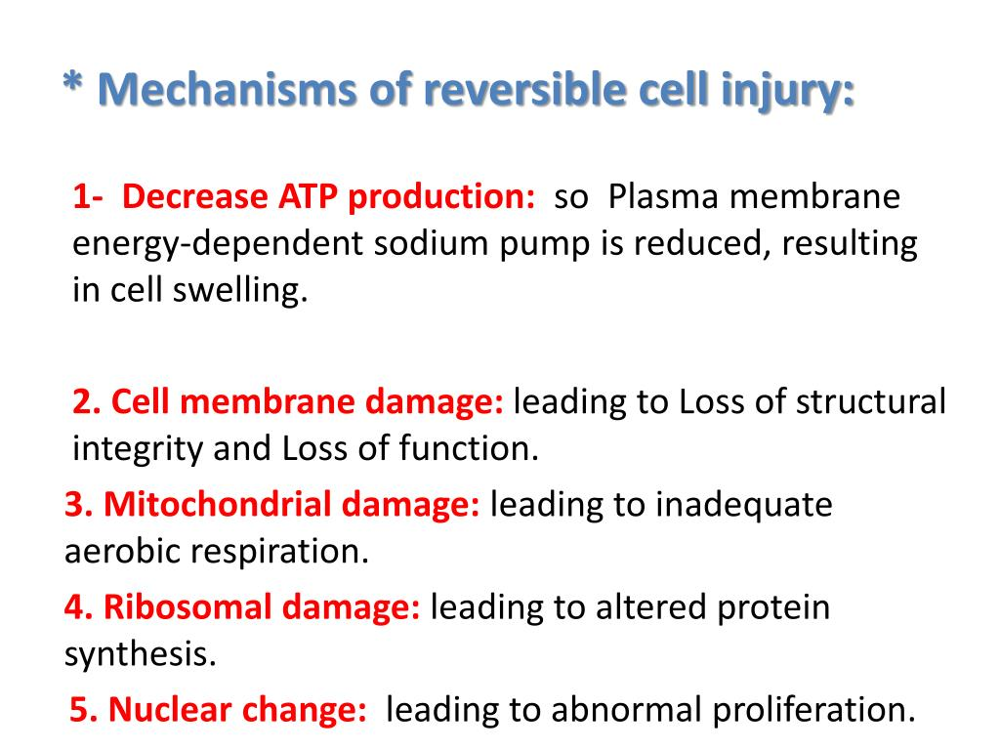 * Mechanisms of reversible cell injury:
1- Decrease ATP production: so Plasma membrane
energy-dependent sodium pump is reduced, resulting
in cell swelling.
2. Cell membrane damage: leading to Loss of structural
integrity and Loss of function.
3. Mitochondrial damage: leading to inadequate
aerobic respiration.
4. Ribosomal damage: leading to altered protein
synthesis.
5. Nuclear change: leading to abnormal proliferation.